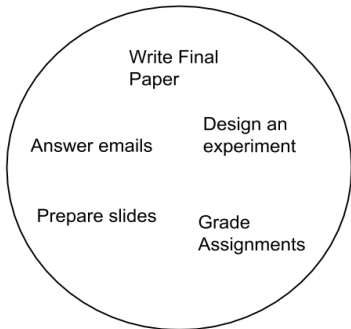 Write Final
Paper
Design an
experiment
Answer emails
Prepare slides
Grade
Assignments